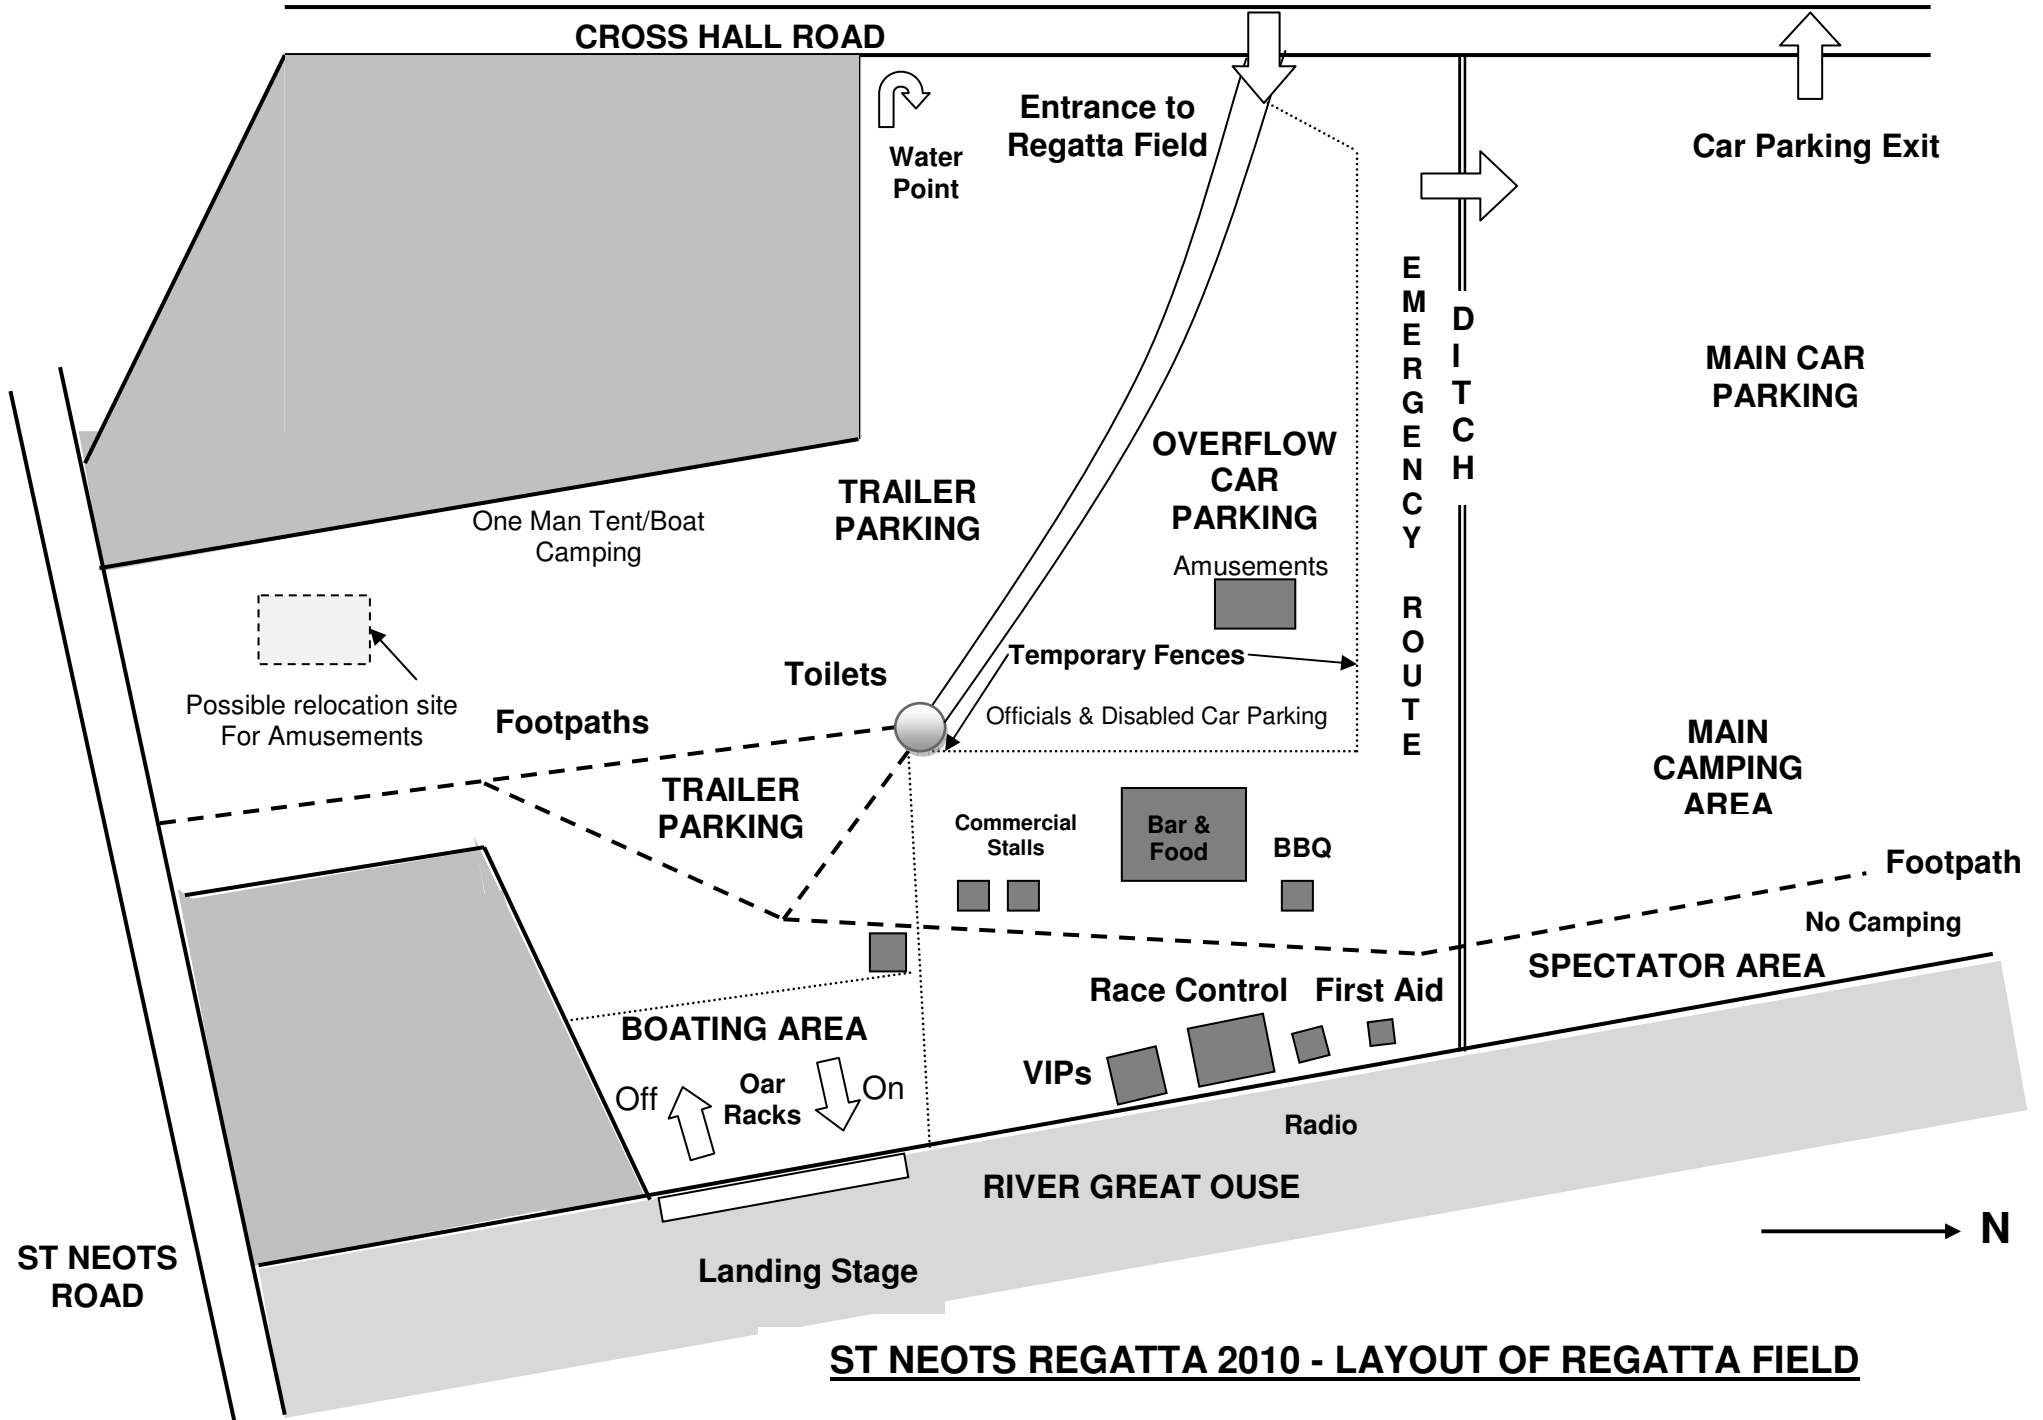 CROSS HALL ROAD
Entrance to
Regatta Field
Water
Point
Car Parking Exit
EMERGENCY ROUTE
DITCH
MAIN CAR
PARKING
OVERFLOW
CAR
PARKING
TRAILER
PARKING
One Man Tent/Boat
Camping
Amusements
Temporary Fences
Toilets
Officials & Disabled Car Parking
Possible relocation site
For Amusements
Footpaths
MAIN
CAMPING
AREA
TRAILER
PARKING
Commercial
Stalls
Bar &
Food
BBQ
Footpath
No Camping
SPECTATOR AREA
Race Control
First Aid
BOATING AREA
VIPs
Off
Oar
Racks
On
Radio
RIVER GREAT OUSE
N
ST NEOTS
ROAD
Landing Stage
ST NEOTS REGATTA 2010 - LAYOUT OF REGATTA FIELD